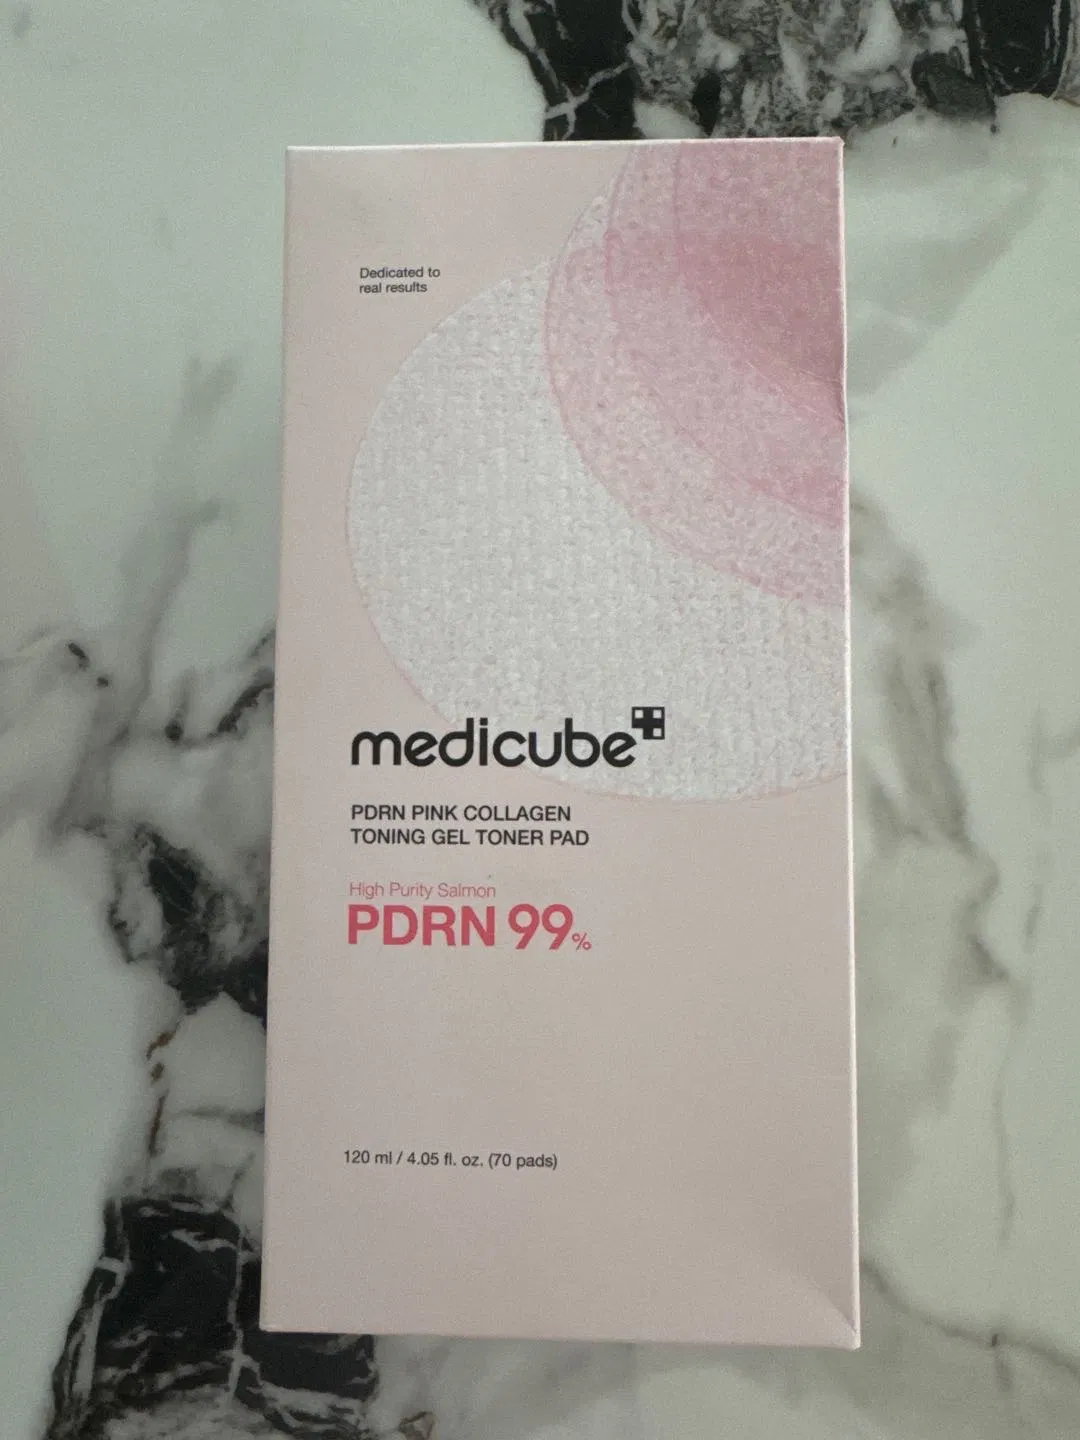 Dedicated to
real results
medicube
PDRN PINK COLLAGEN
TONING GEL TONER PAD
High Purity Salmon
PDRN 99%
120 ml / 4.05 fl. oz. (70 pads)